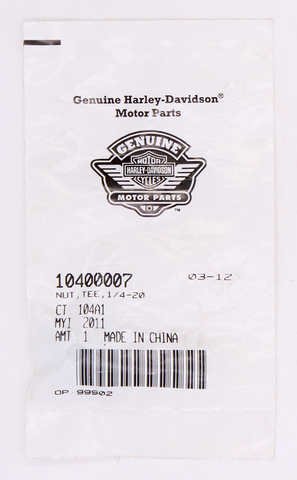 Genuine Harley-Davidson®
Motor Parts
GENUINE
MOTOR
HARLEY-DAVIDSON
CYCLES
MOTOR PARTS
™
10400007 03-12
NUT,TEE,1/4-20
CT 104A1
MYI 2011
AMT 1 MADE IN CHINA
OP-99902